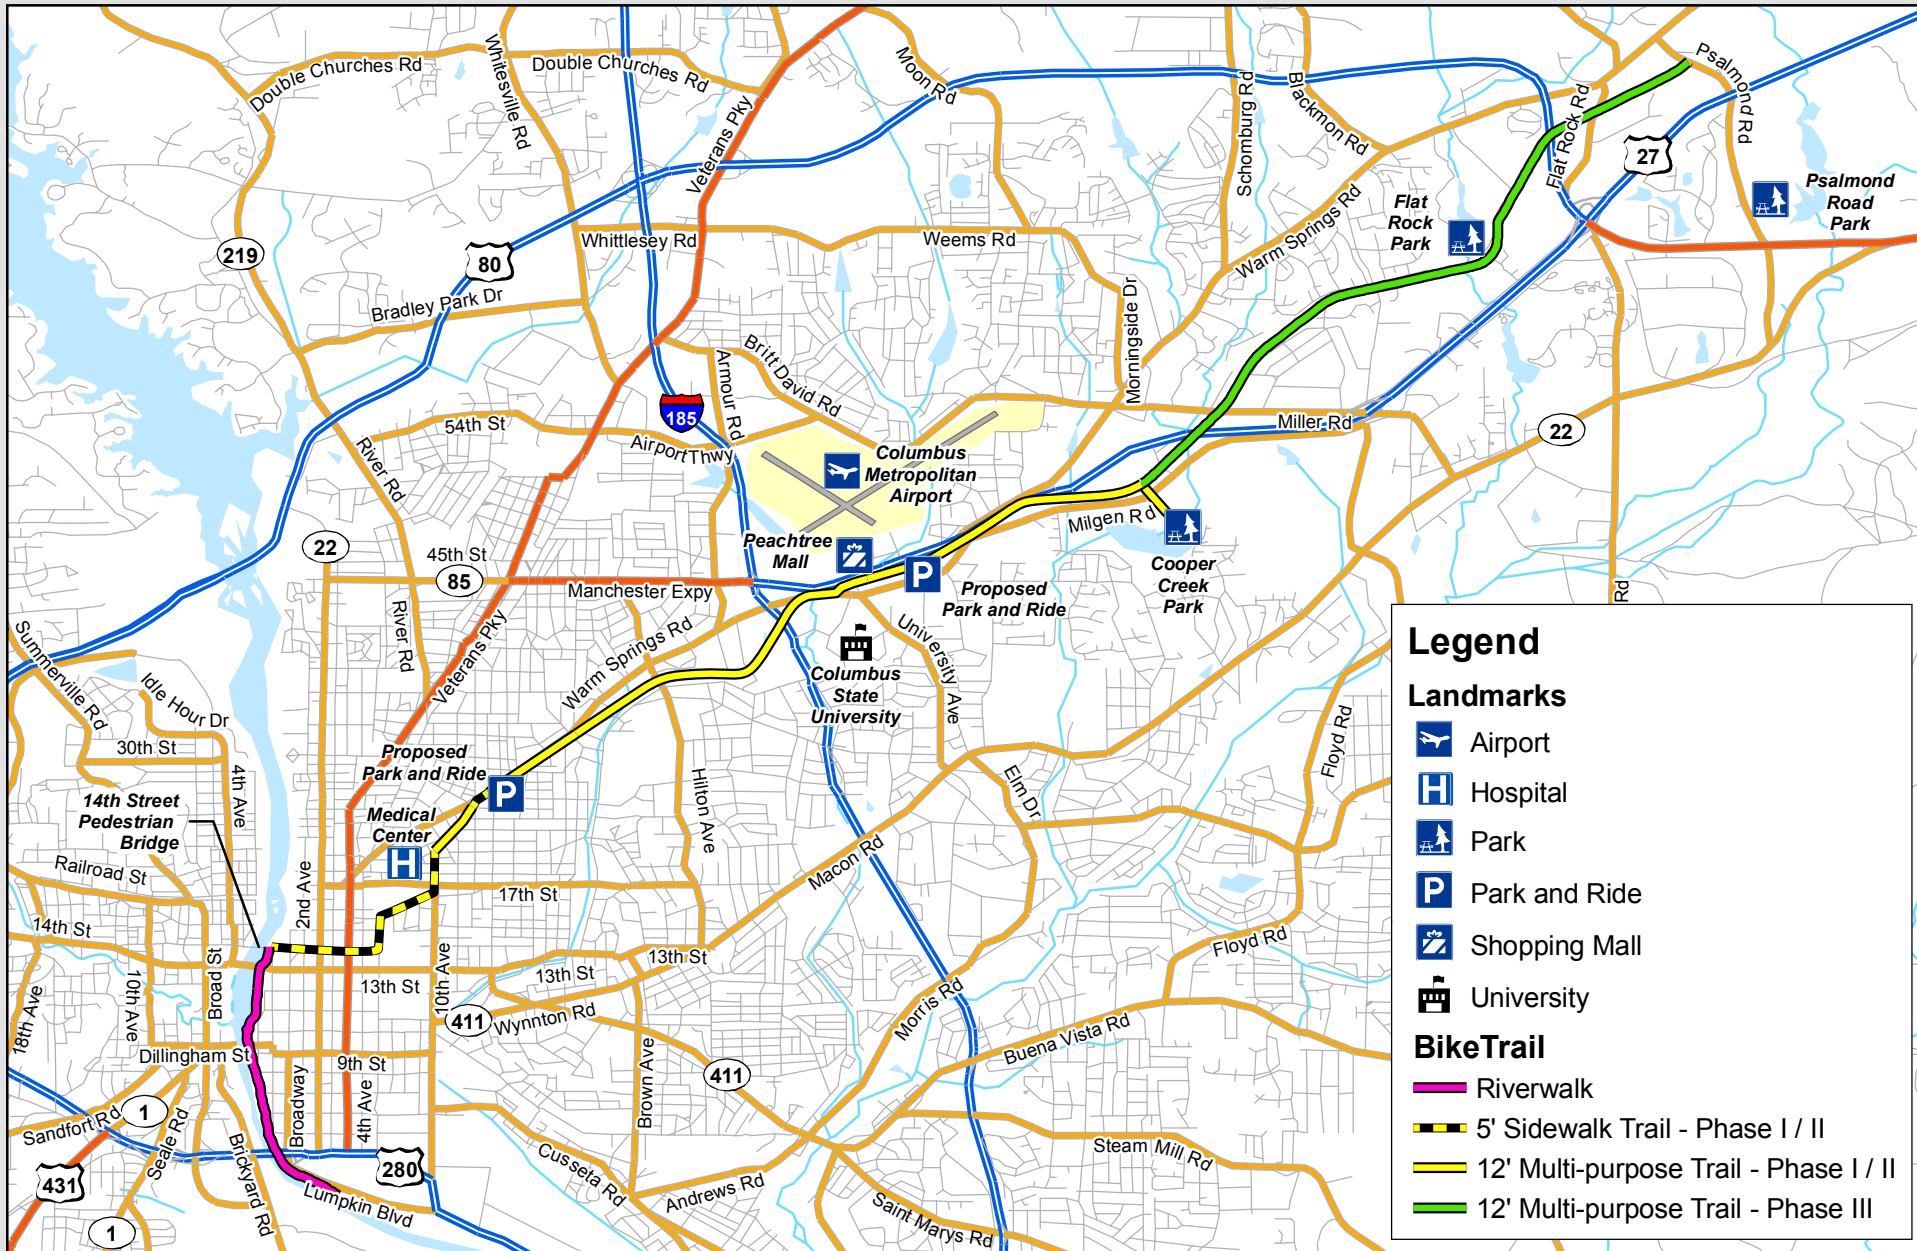 Double Churches Rd
Whitesville Rd
Double Churches Rd
Veterans Pky
Moon Rd
Schomburg Rd
Blackmon Rd
Flat Rock Rd
Psalmond Rd
27
Psalmond
Road
Park
Flat
Rock
Park
219
80
Whittlesey Rd
Weems Rd
Warm Springs Rd
Bradley Park Dr
Morningside Dr
Britt David Rd
Armour Rd
185
54th St
Airport Thwy
River Rd
Miller Rd
22
Columbus
Metropolitan
Airport
Milgen Rd
Peachtree
Mall
P
Proposed
Park and Ride
Cooper
Creek
Park
22
45th St
85
Manchester Expy
River Rd
Veterans Pky
Warm Springs Rd
University Ave
Columbus
State
University
Rd
Summerville Rd
Idle Hour Dr
30th St
4th Ave
14th Street
Pedestrian
Bridge
Proposed
Park and Ride
P
Medical
Center
H
Hilton Ave
Elm Dr
Floyd Rd
Macon Rd
Railroad St
14th St
2nd Ave
17th St
18th Ave
10th Ave
Broad St
13th St
10th Ave
13th St
13th St
Floyd Rd
411
Wynnton Rd
Morris Rd
Buena Vista Rd
Dillingham St
9th St
411
Brown Ave
Sandfort Rd
1
Seale Rd
Broadway
4th Ave
Brickyard Rd
280
431
1
Lumpkin Blvd
Cusseta Rd
Andrews Rd
Steam Mill Rd
Saint Marys Rd
Legend
Landmarks
Airport
H Hospital
Park
P Park and Ride
Shopping Mall
University
BikeTrail
Riverwalk
5' Sidewalk Trail - Phase I / II
12' Multi-purpose Trail - Phase I / II
12' Multi-purpose Trail - Phase III